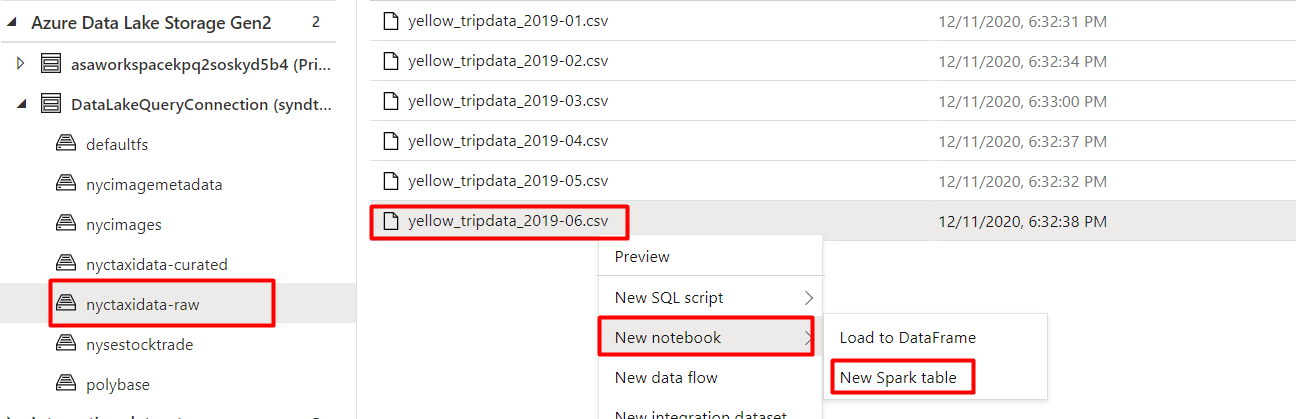 Azure Data Lake Storage Gen2 2
asaworkspacekpq2soskyd5b4 (Pri...
DataLakeQueryConnection (syndt...
defaultfs
nycimagemetadata
nycimages
nyctaxidata-curated
nyctaxidata-raw
nysestocktrade
polybase
yellow_tripdata_2019-01.csv 12/11/2020, 6:32:31 PM
yellow_tripdata_2019-02.csv 12/11/2020, 6:32:34 PM
yellow_tripdata_2019-03.csv 12/11/2020, 6:33:00 PM
yellow_tripdata_2019-04.csv 12/11/2020, 6:32:37 PM
yellow_tripdata_2019-05.csv 12/11/2020, 6:32:32 PM
yellow_tripdata_2019-06.csv 12/11/2020, 6:32:38 PM
Preview
New SQL script
New notebook
New data flow
New integration dataset
Load to DataFrame
New Spark table